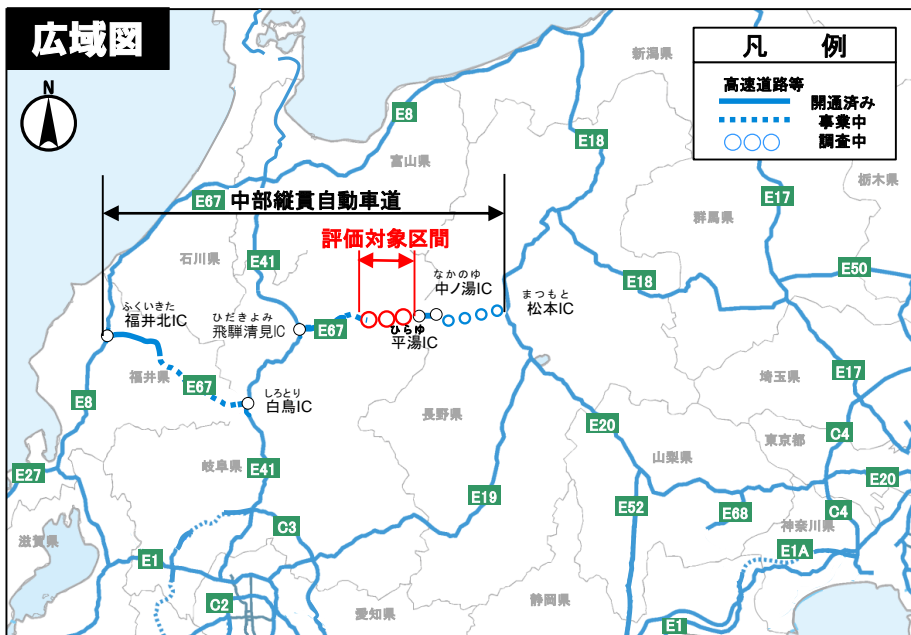 広域図
N
凡 例
高速道路等
開通済み
事業中
調査中
新潟県
E8
E18
富山県
栃木県
E67 中部縦貫自動車道
E17
群馬県
評価対象区間
石川県
E41
E18
E50
なかのゆ
中ノ湯IC
まつもと
松本IC
ふくいきた
福井北IC
ひだきよみ
飛騨清見IC
E67
ひらゆ
平湯IC
福井県
E67
しろとり
白鳥IC
E8
長野県
埼玉県
E17
E20
東京都
C4
山梨県
岐阜県
E41
E27
E19
E20
E52
E68
C4
神奈川県
C3
滋賀県
E1
E1A
C2
愛知県
静岡県
E1